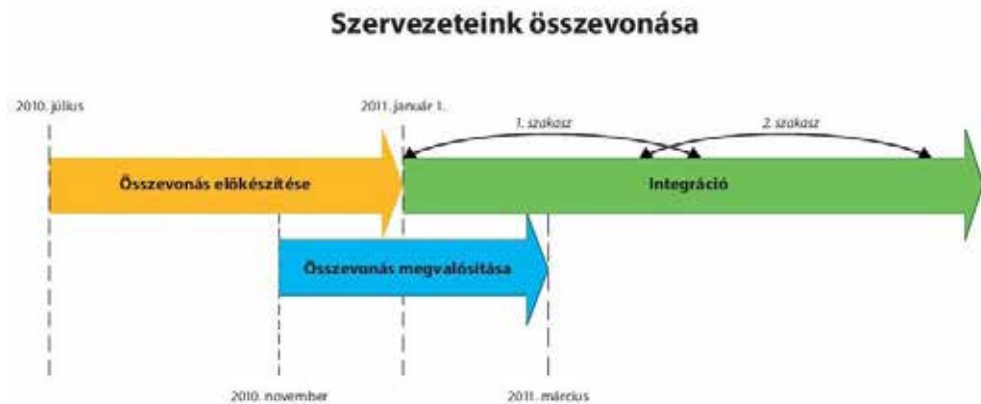 Szervezeteink összevonása
2010. július
2011. január 1.
1. szakasz
2. szakasz
Összevonás előkészítése
Integráció
Összevonás megvalósítása
2010. november
2011. március